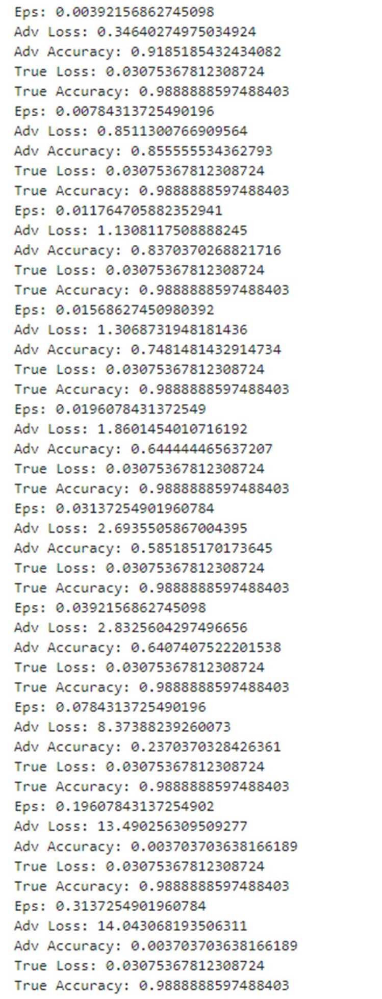 Eps: 0.00392156862745098
Adv Loss: 0.34640274975034924
Adv Accuracy: 0.9185185432434082
True Loss: 0.03075367812308724
True Accuracy: 0.9888888597488403
Eps: 0.00784313725490196
Adv Loss: 0.8511300766909564
Adv Accuracy: 0.855555534362793
True Loss: 0.03075367812308724
True Accuracy: 0.9888888597488403
Eps: 0.011764705882352941
Adv Loss: 1.1308117508888245
Adv Accuracy: 0.8370370268821716
True Loss: 0.03075367812308724
True Accuracy: 0.9888888597488403
Eps: 0.01568627450980392
Adv Loss: 1.3068731948181436
Adv Accuracy: 0.7481481432914734
True Loss: 0.03075367812308724
True Accuracy: 0.9888888597488403
Eps: 0.0196078431372549
Adv Loss: 1.8601454010716192
Adv Accuracy: 0.644444465637207
True Loss: 0.03075367812308724
True Accuracy: 0.9888888597488403
Eps: 0.03137254901960784
Adv Loss: 2.6935505867004395
Adv Accuracy: 0.585185170173645
True Loss: 0.03075367812308724
True Accuracy: 0.9888888597488403
Eps: 0.0392156862745098
Adv Loss: 2.8325604297496656
Adv Accuracy: 0.6407407522201538
True Loss: 0.03075367812308724
True Accuracy: 0.9888888597488403
Eps: 0.0784313725490196
Adv Loss: 8.37388239260073
Adv Accuracy: 0.2370370328426361
True Loss: 0.03075367812308724
True Accuracy: 0.9888888597488403
Eps: 0.19607843137254902
Adv Loss: 13.490256309509277
Adv Accuracy: 0.003703703638166189
True Loss: 0.03075367812308724
True Accuracy: 0.9888888597488403
Eps: 0.3137254901960784
Adv Loss: 14.043068193506311
Adv Accuracy: 0.003703703638166189
True Loss: 0.03075367812308724
True Accuracy: 0.9888888597488403